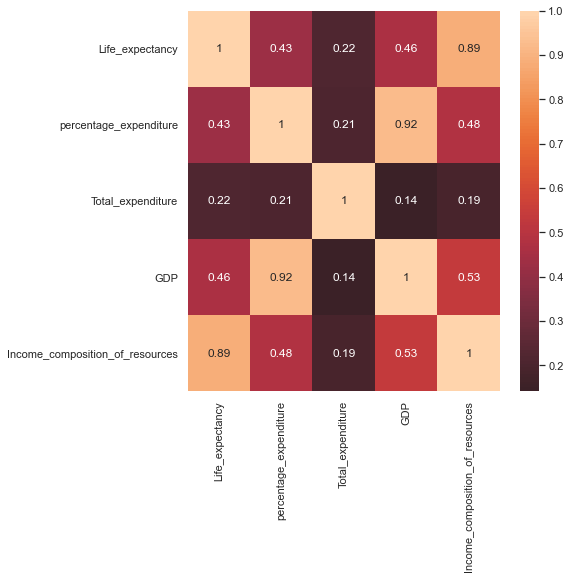 1.0
Life_expectancy 1 0.43 0.22 0.46 0.89
0.9
0.8
percentage_expenditure 0.43 1 0.21 0.92 0.48
0.7
0.6
Total_expenditure 0.22 0.21 1 0.14 0.19
0.5
0.4
GDP 0.46 0.92 0.14 1 0.53
0.3
Income_composition_of_resources 0.89 0.48 0.19 0.53 1
0.2
Life_expectancy
percentage_expenditure
Total_expenditure
GDP
Income_composition_of_resources